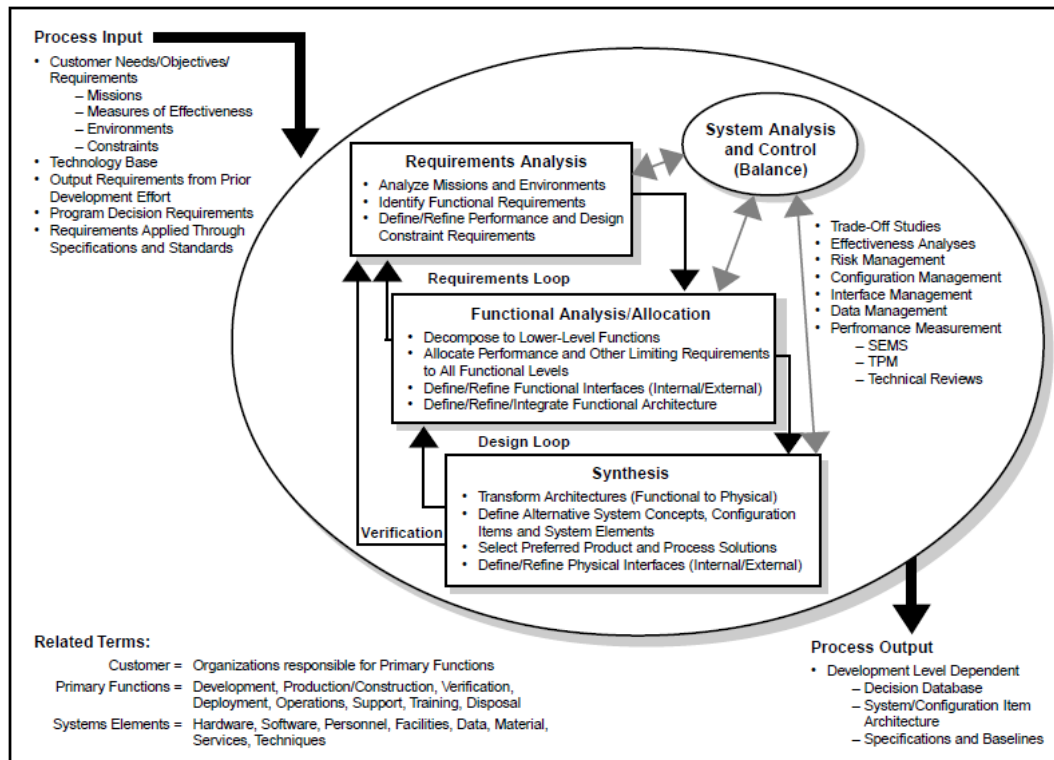 Process Input
• Customer Needs/Objectives/
Requirements
– Missions
– Measures of Effectiveness
– Environments
– Constraints
• Technology Base
• Output Requirements from Prior
Development Effort
• Program Decision Requirements
• Requirements Applied Through
Specifications and Standards
System Analysis
and Control
(Balance)
Requirements Analysis
• Analyze Missions and Environments
• Identify Functional Requirements
• Define/Refine Performance and Design
Constraint Requirements
• Trade-Off Studies
• Effectiveness Analyses
• Risk Management
• Configuration Management
• Interface Management
• Data Management
• Perfromance Measurement
– SEMS
– TPM
– Technical Reviews
Requirements Loop
Functional Analysis/Allocation
• Decompose to Lower-Level Functions
• Allocate Performance and Other Limiting Requirements
to All Functional Levels
• Define/Refine Functional Interfaces (Internal/External)
• Define/Refine/Integrate Functional Architecture
Design Loop
Synthesis
• Transform Architectures (Functional to Physical)
• Define Alternative System Concepts, Configuration
Items and System Elements
• Select Preferred Product and Process Solutions
• Define/Refine Physical Interfaces (Internal/External)
Verification
Related Terms:
Customer = Organizations responsible for Primary Functions
Primary Functions = Development, Production/Construction, Verification,
Deployment, Operations, Support, Training, Disposal
Systems Elements = Hardware, Software, Personnel, Facilities, Data, Material,
Services, Techniques
Process Output
• Development Level Dependent
– Decision Database
– System/Configuration Item
Architecture
– Specifications and Baselines